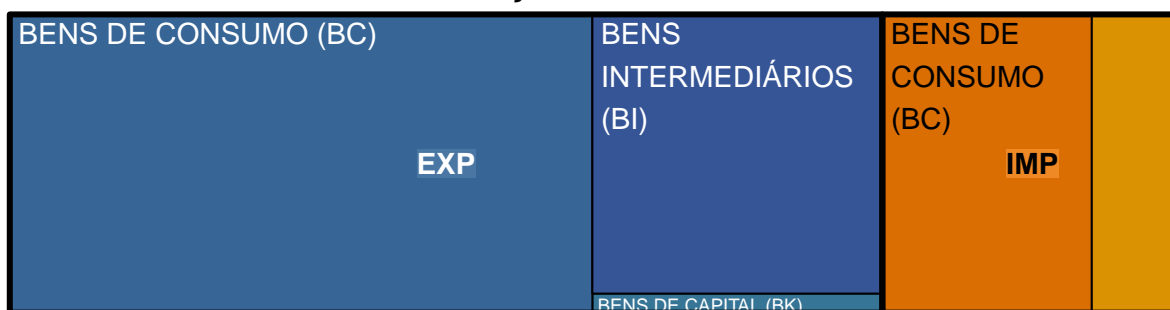 BENS DE CONSUMO (BC)
EXP
BENS
INTERMEDIÁRIOS
(BI)
BENS DE CAPITAL (BK)
BENS DE
CONSUMO
(BC)
IMP